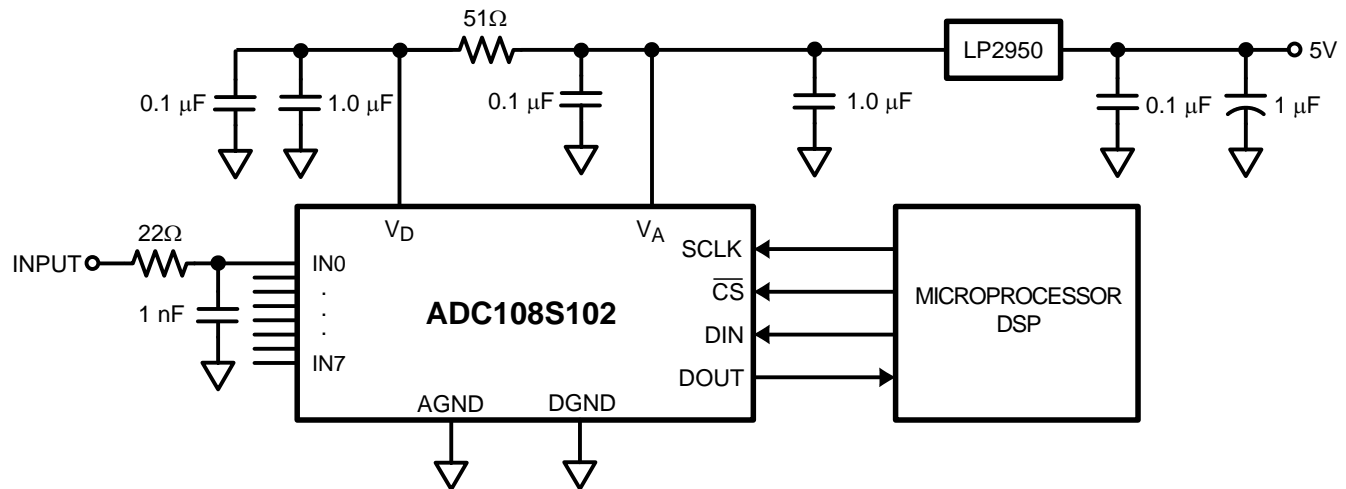 51Ω
LP2950
5V
0.1 μF
1.0 μF
0.1 μF
1.0 μF
0.1 μF
1 μF
22Ω
INPUT
1 nF
V_D
V_A
IN0
.
.
.
IN7
ADC108S102
SCLK
C̅S̅
DIN
DOUT
AGND
DGND
MICROPROCESSOR
DSP